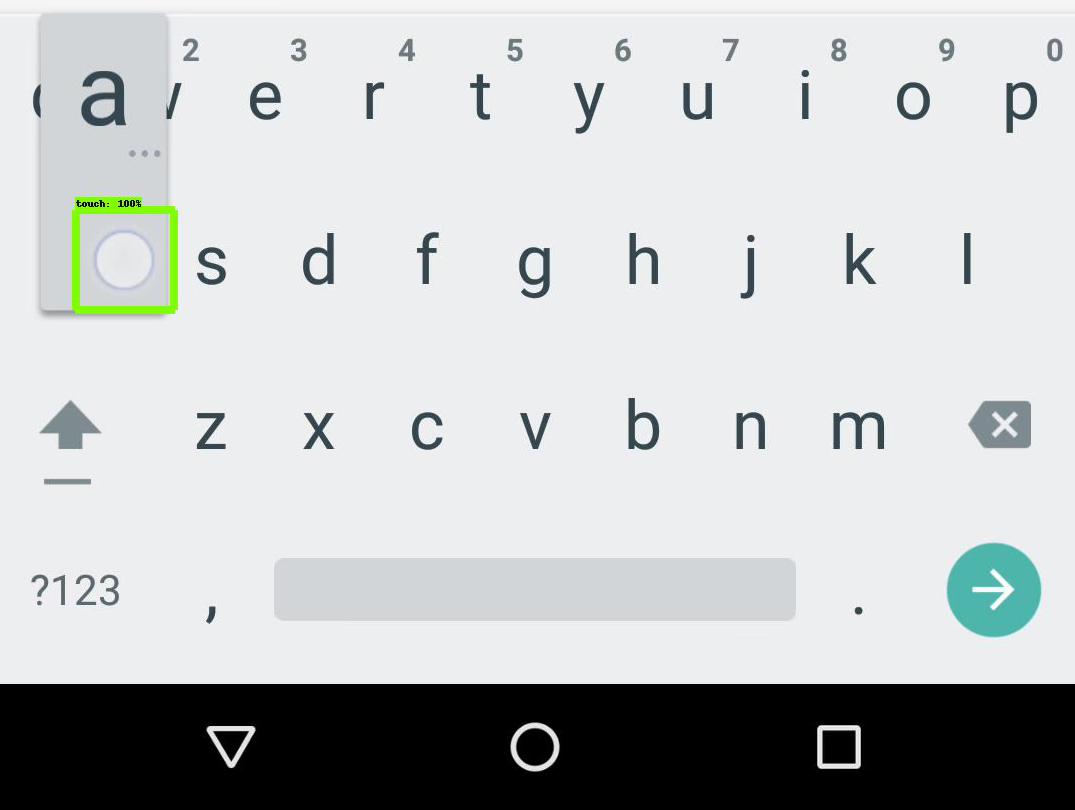 2 3 4 5 6 7 8 9 0
a e r t y u i o p
touch: 100%
s d f g h j k l
z x c v b n m
?123 , .